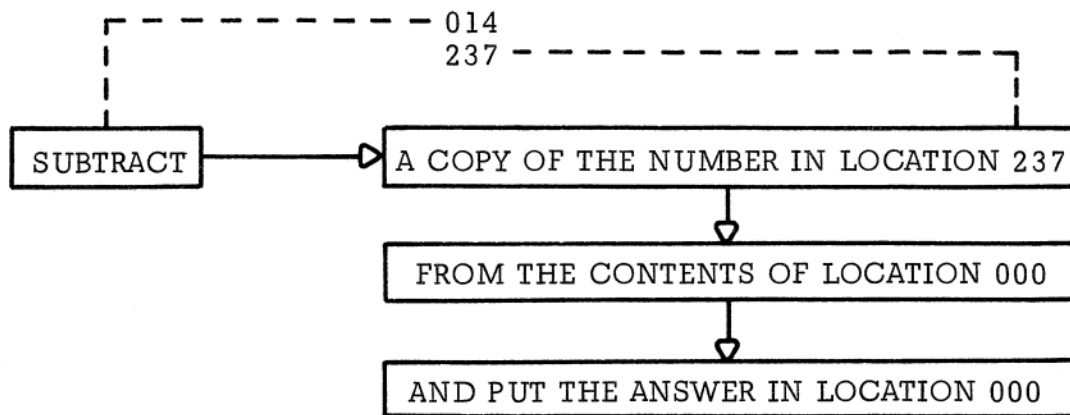 014
237
SUBTRACT
A COPY OF THE NUMBER IN LOCATION 237
FROM THE CONTENTS OF LOCATION 000
AND PUT THE ANSWER IN LOCATION 000